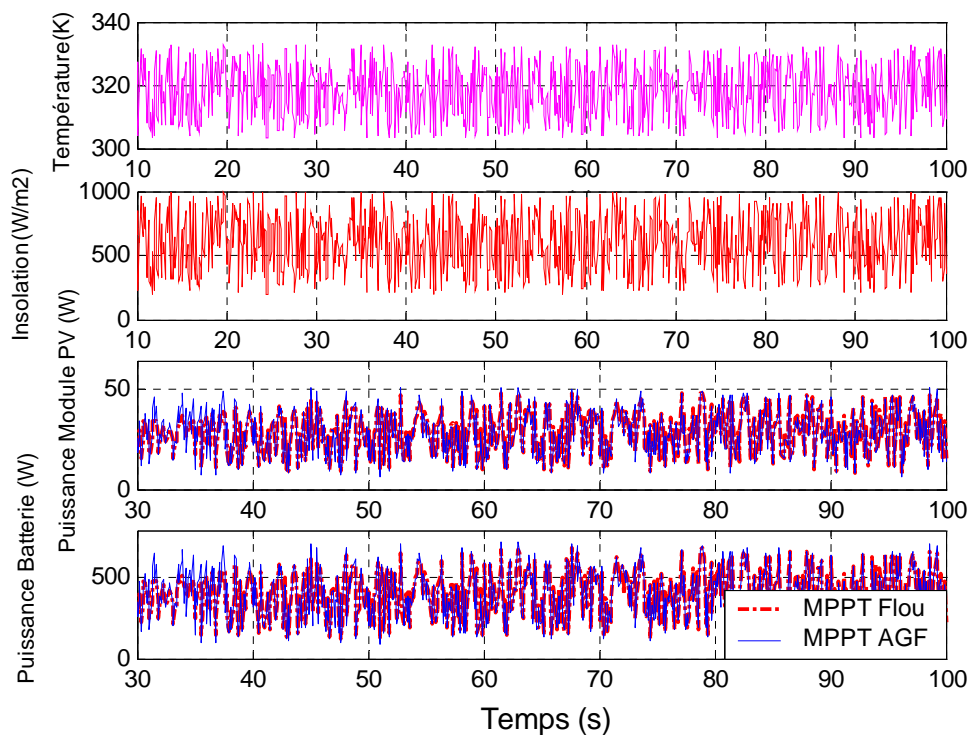 340
320
300
Température(K)
10 20 30 40 50 60 70 80 90 100
1000
500
0
Insolation(W/m2)
10 20 30 40 50 60 70 80 90 100
50
0
Puissance Module PV (W)
30 40 50 60 70 80 90 100
500
0
Puissance Batterie (W)
MPPT Flou
MPPT AGF
30 40 50 60 70 80 90 100
Temps (s)